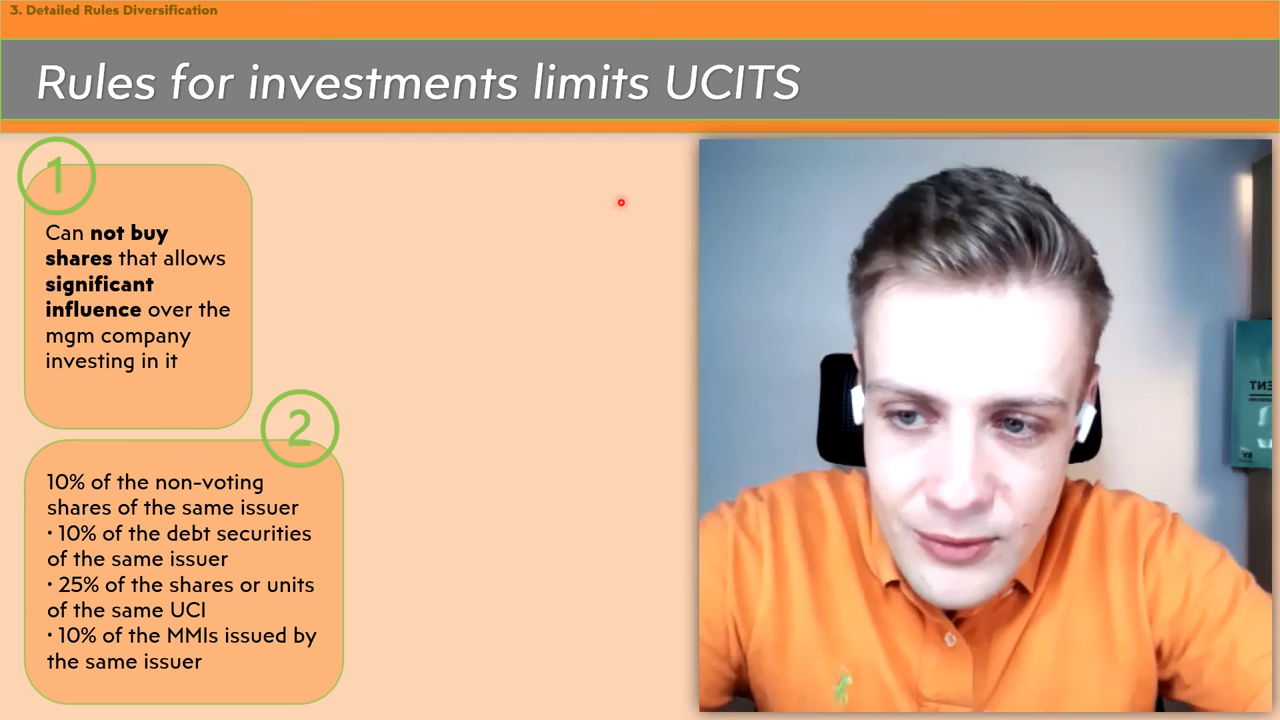 3. Detailed Rules Diversification
Rules for investments limits UCITS
1
Can not buy
shares that allows
significant
influence over the
mgm company
investing in it
2
10% of the non-voting
shares of the same issuer
• 10% of the debt securities
of the same issuer
• 25% of the shares or units
of the same UCI
• 10% of the MMIs issued by
the same issuer